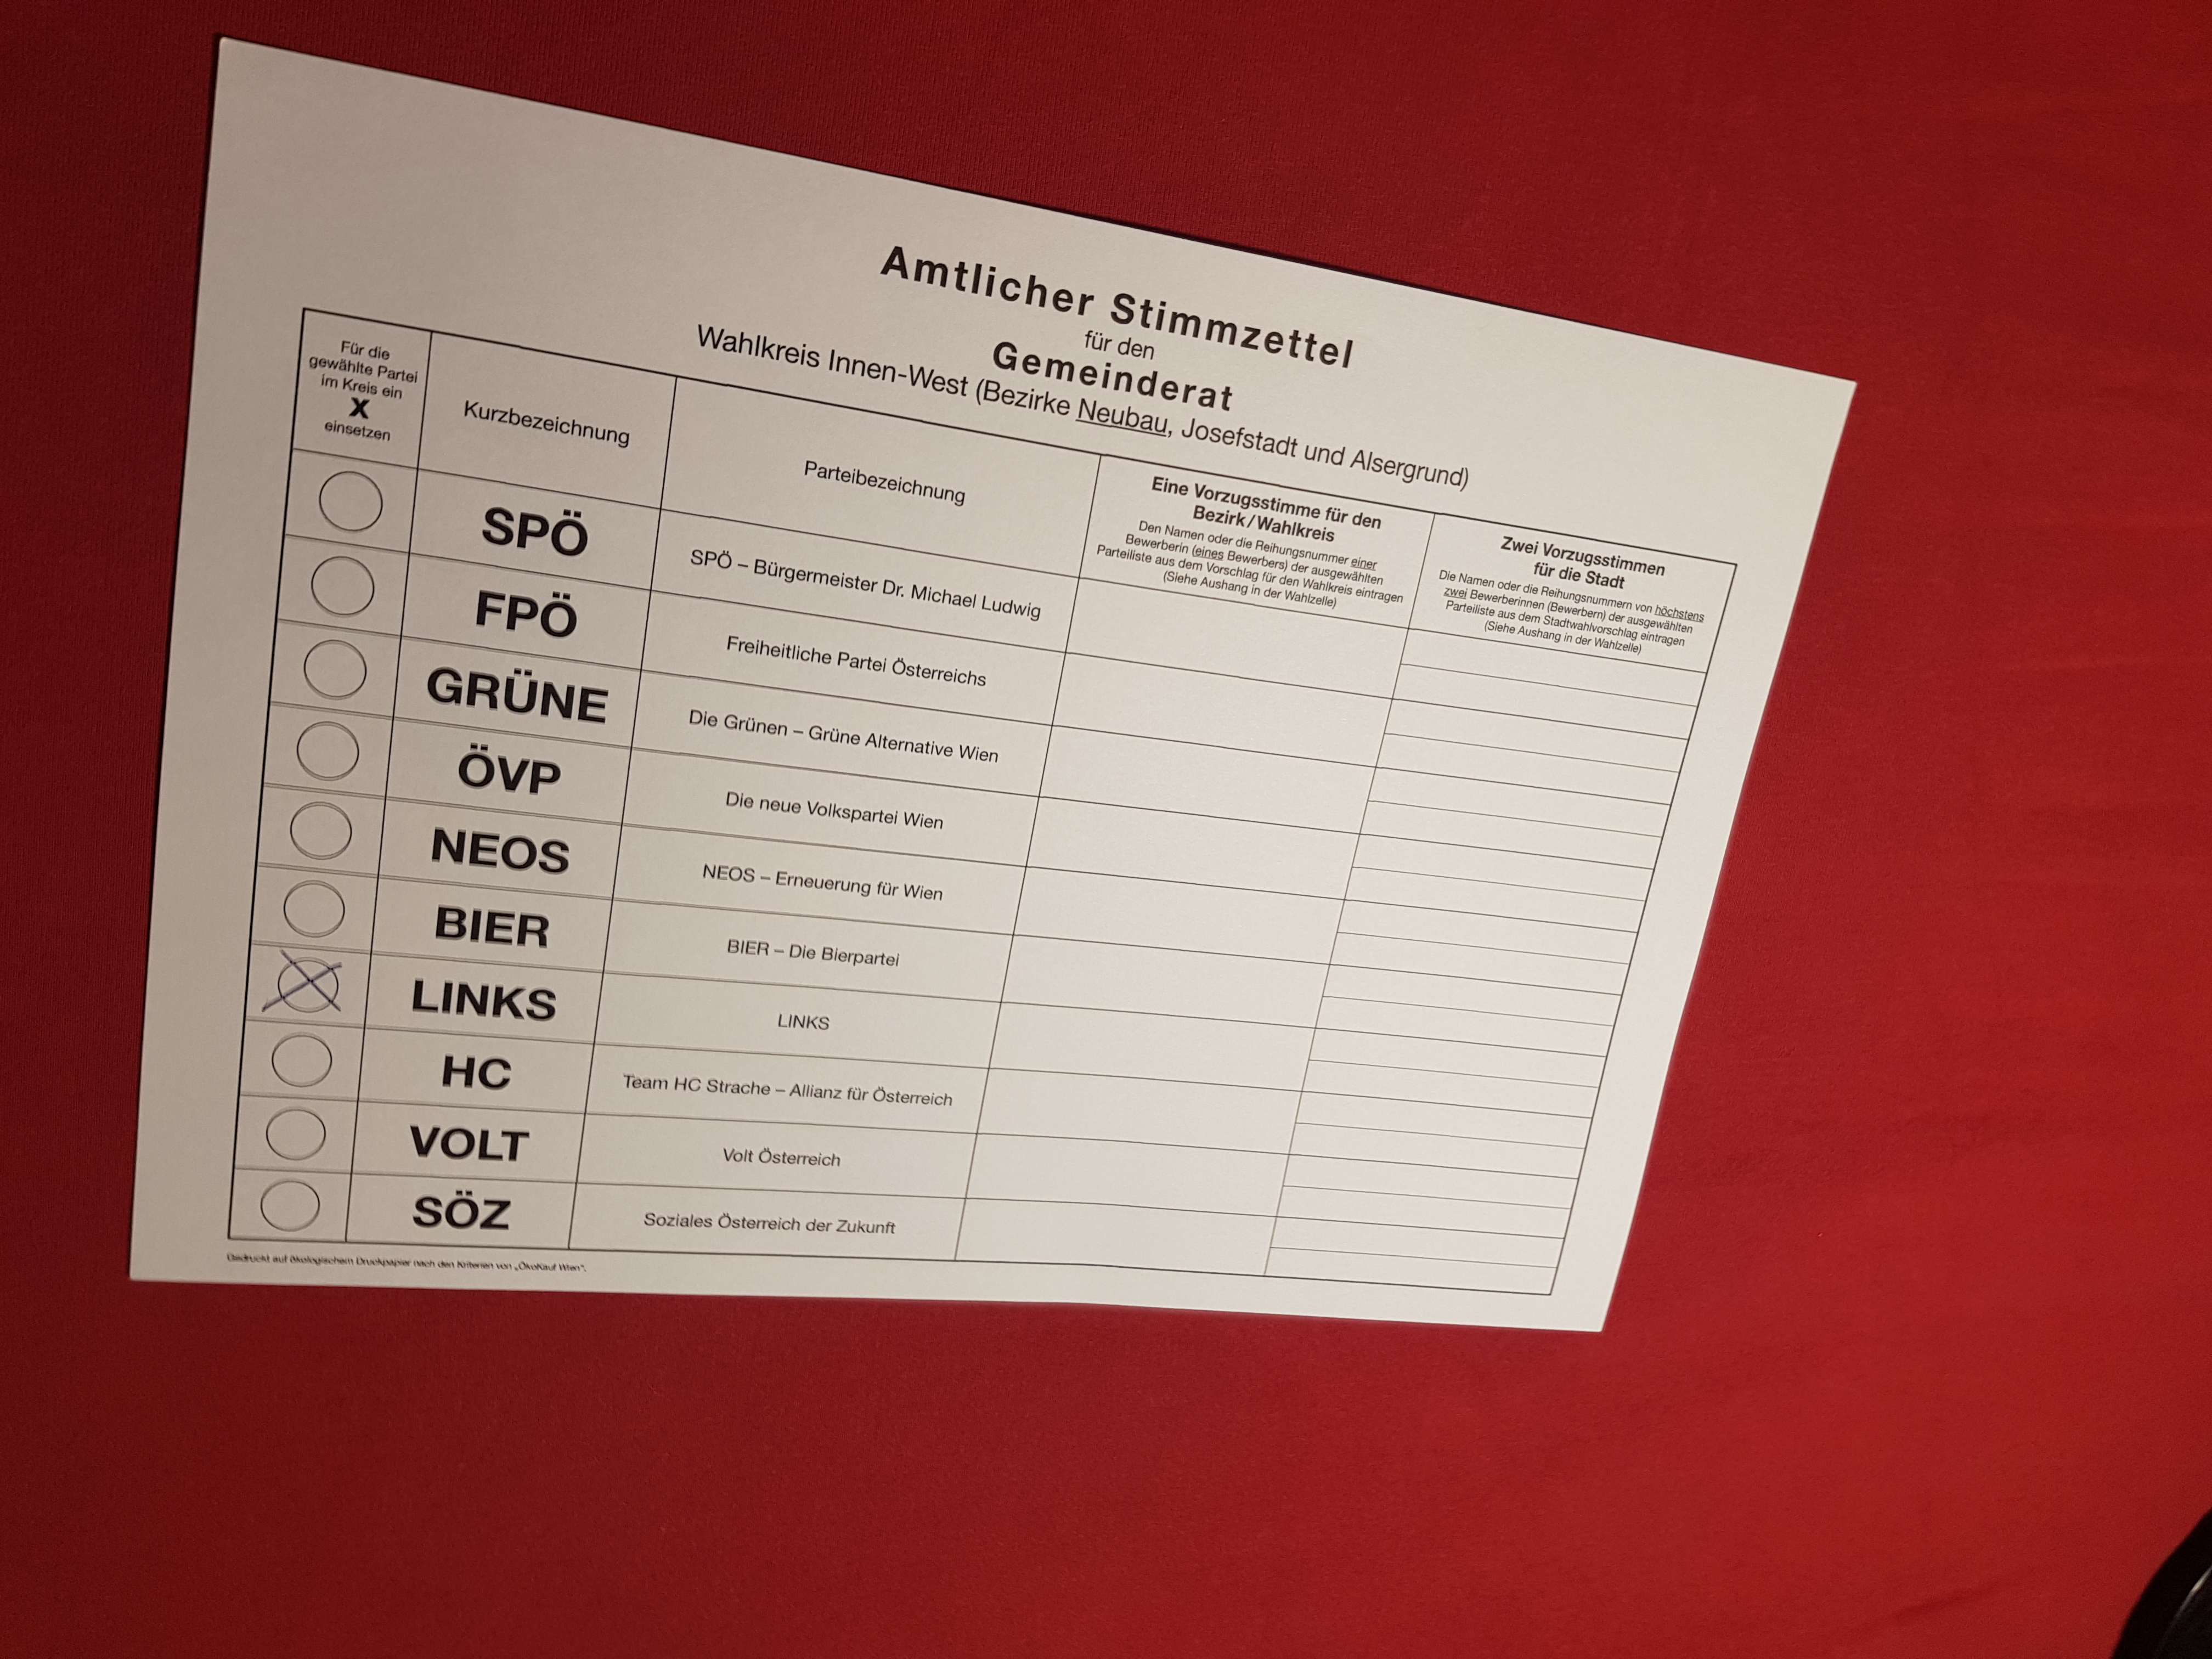 Amtlicher Stimmzettel
für den
Gemeinderat
Wahlkreis Innen-West (Bezirke Neubau, Josefstadt und Alsergrund)
Für die
gewählte Partei
im Kreis ein
X
einsetzen
Kurzbezeichnung
Parteibezeichnung
Eine Vorzugsstimme für den
Bezirk/Wahlkreis
Den Namen oder die Reihungsnummer einer
Bewerberin (eines Bewerbers) der ausgewählten
Parteiliste aus dem Vorschlag für den Wahlkreis eintragen
(Siehe Aushang in der Wahlzelle)
Zwei Vorzugsstimmen
für die Stadt
Die Namen oder die Reihungsnummern von höchstens
zwei Bewerberinnen (Bewerbern) der ausgewählten
Parteiliste aus dem Stadtwahlvorschlag eintragen
(Siehe Aushang in der Wahlzelle)
SPÖ SPÖ – Bürgermeister Dr. Michael Ludwig
FPÖ Freiheitliche Partei Österreichs
GRÜNE Die Grünen – Grüne Alternative Wien
ÖVP Die neue Volkspartei Wien
NEOS NEOS – Erneuerung für Wien
BIER BIER – Die Bierpartei
X LINKS LINKS
HC Team HC Strache – Allianz für Österreich
VOLT Volt Österreich
SÖZ Soziales Österreich der Zukunft
Gedruckt auf ökologischem Druckpapier nach den Kriterien von „ÖkoKauf Wien“.